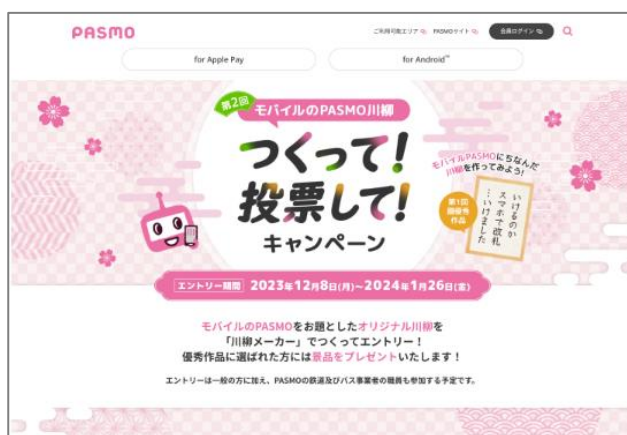 PASMO
ご利用可能エリア
PASMOサイト
会員ログイン
for Apple Pay
for Android™
第2回
モバイルのPASMO川柳
つくって!
投票して!
キャンペーン
モバイルPASMOにちなんだ
川柳を作ってみよう!
第1回
最優秀
作品
いけるのか
スマホで改札
…いけました
エントリー期間 2023年12月8日(月)~2024年1月26日(金)
モバイルのPASMOをお題としたオリジナル川柳を
「川柳メーカー」でつくってエントリー!
優秀作品に選ばれた方には景品をプレゼントいたします!
エントリーは一般の方に加え、PASMOの鉄道及びバス事業者の職員も参加する予定です。